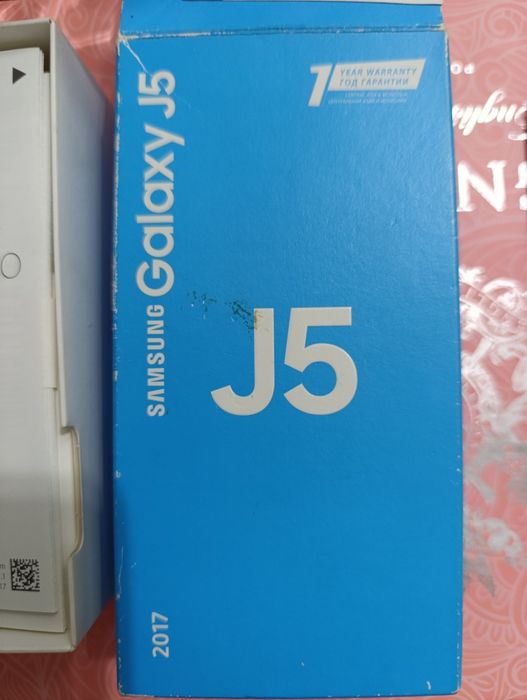 1
YEAR WARRANTY
ГОД ГАРАНТИИ
SAMSUNG Galaxy J5
J5
2017